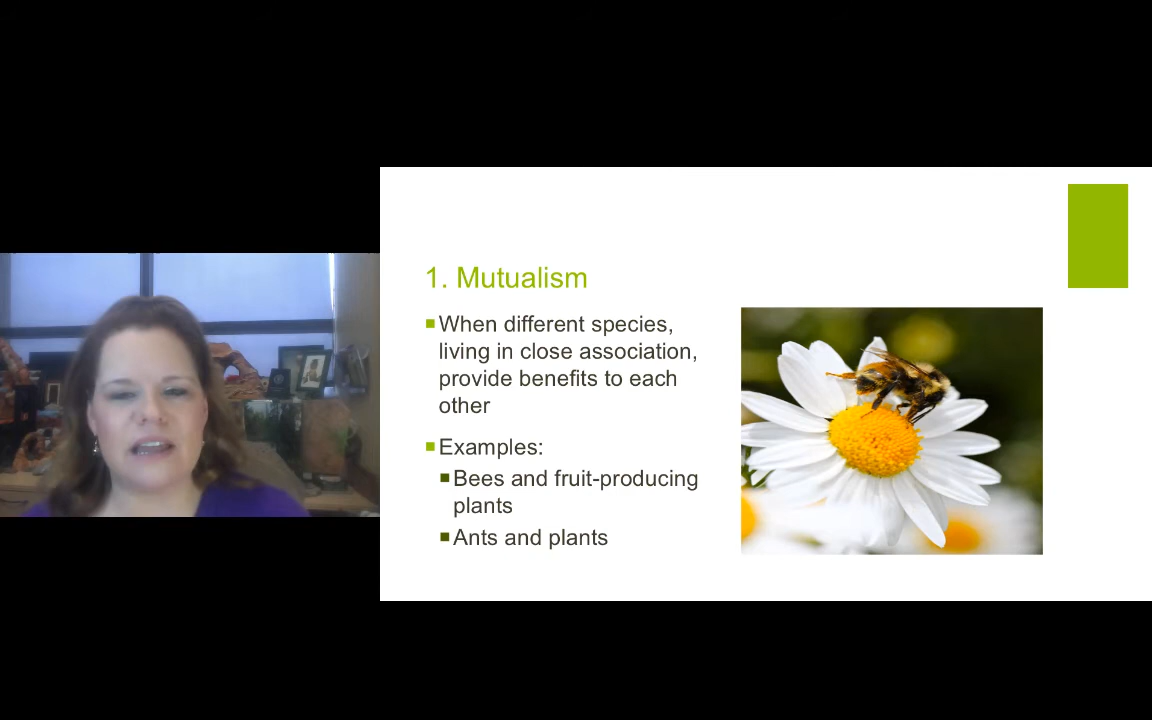 1. Mutualism
When different species,
living in close association,
provide benefits to each
other
Examples:
Bees and fruit-producing
plants
Ants and plants